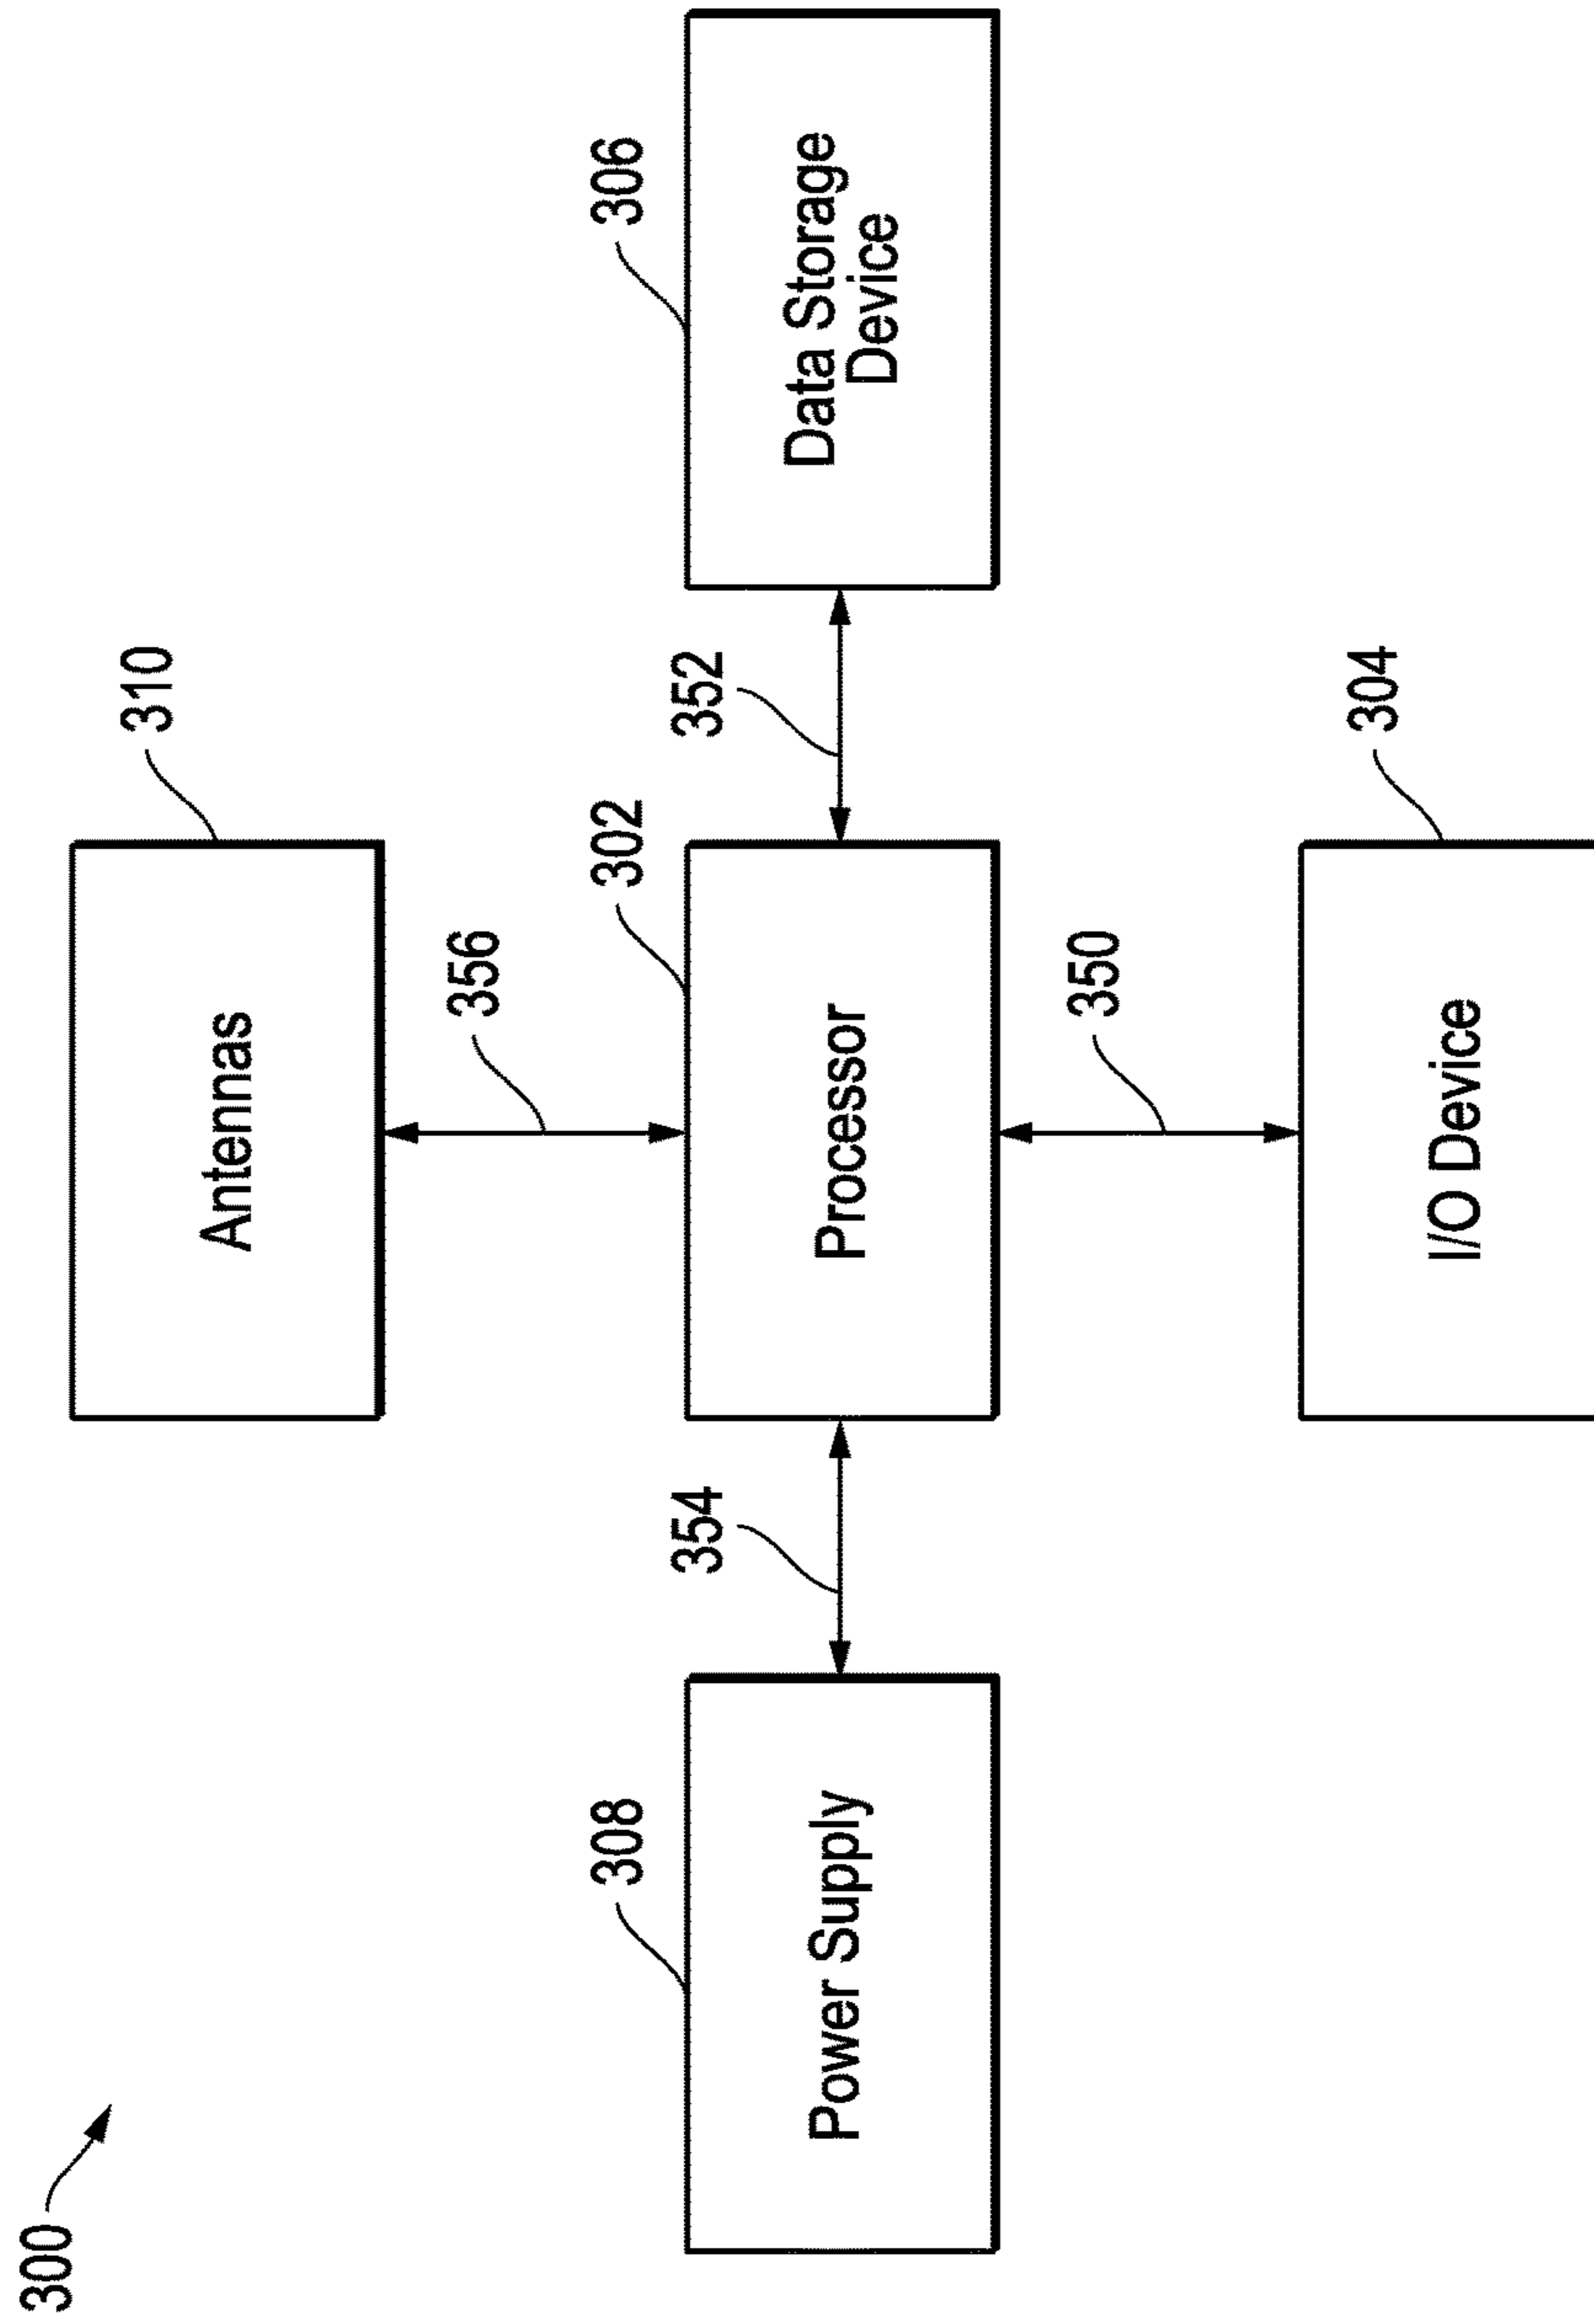 300
310
Antennas
356
308
302
306
Power Supply
354
Processor
352
Data Storage
Device
350
304
I/O Device